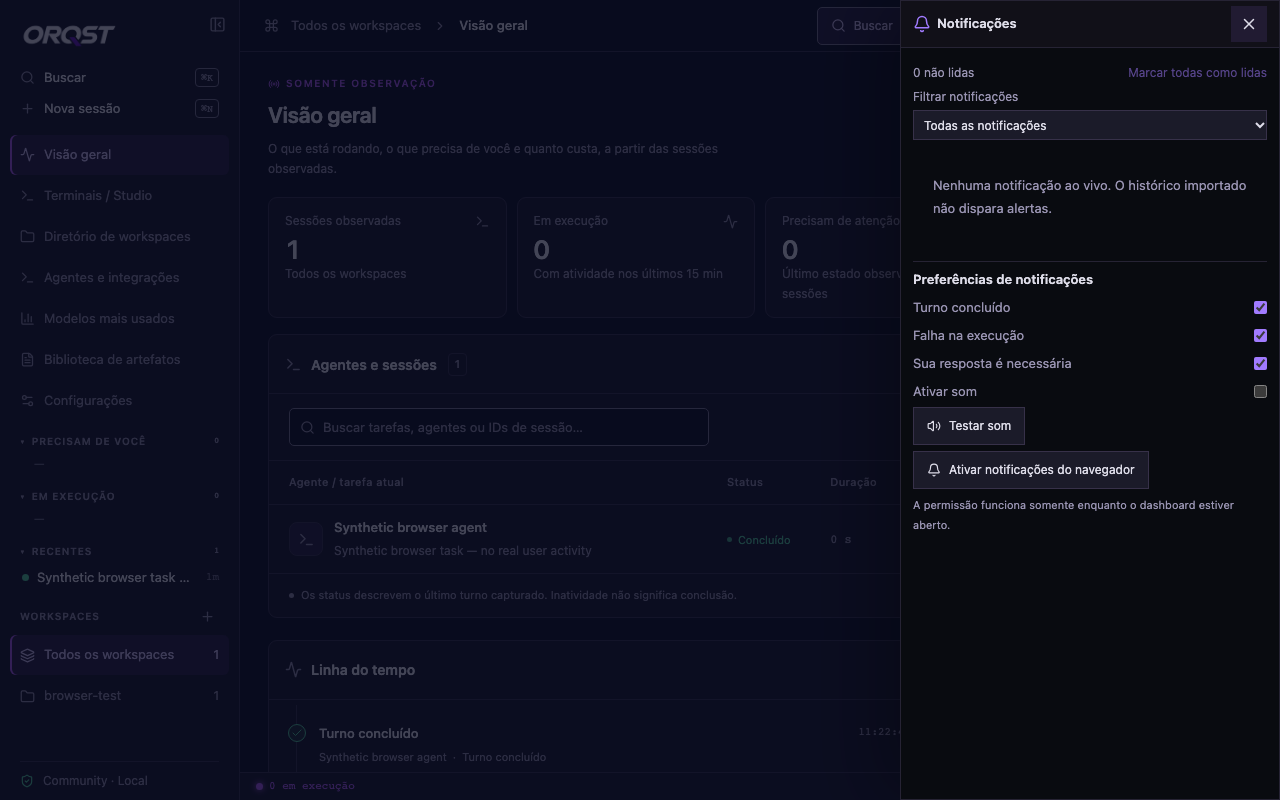 OROST
Buscar ⌘K
Nova sessão ⌘N
Visão geral
Terminais / Studio
Diretório de workspaces
Agentes e integrações
Modelos mais usados
Biblioteca de artefatos
Configurações
PRECISAM DE VOCÊ 0
—
EM EXECUÇÃO 0
—
RECENTES 1
Synthetic browser task ... 1m
WORKSPACES
Todos os workspaces 1
browser-test 1
Community · Local
Todos os workspaces > Visão geral
Buscar
SOMENTE OBSERVAÇÃO
Visão geral
O que está rodando, o que precisa de você e quanto custa, a partir das sessões
observadas.
Sessões observadas
1
Todos os workspaces
Em execução
0
Com atividade nos últimos 15 min
Precisam de atenção
0
Último estado obser
sessões
Agentes e sessões 1
Buscar tarefas, agentes ou IDs de sessão...
Agente / tarefa atual Status Duração
Synthetic browser agent
Synthetic browser task — no real user activity
Concluído
0 s
Os status descrevem o último turno capturado. Inatividade não significa conclusão.
Linha do tempo
Turno concluído 11:22:
Synthetic browser agent · Turno concluído
0 em execução
Notificações
0 não lidas Marcar todas como lidas
Filtrar notificações
Todas as notificações
Nenhuma notificação ao vivo. O histórico importado
não dispara alertas.
Preferências de notificações
Turno concluído
Falha na execução
Sua resposta é necessária
Ativar som
Testar som
Ativar notificações do navegador
A permissão funciona somente enquanto o dashboard estiver
aberto.